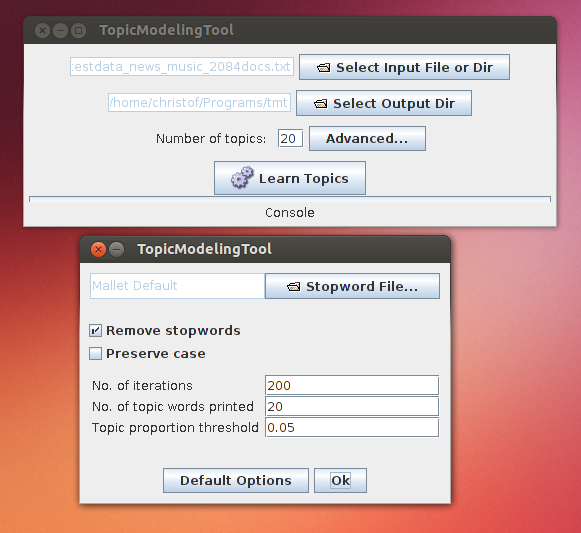 TopicModelingTool
testdata_news_music_2084docs.txt Select Input File or Dir
/home/christof/Programs/tmt Select Output Dir
Number of topics: 20 Advanced...
Learn Topics
Console
TopicModelingTool
Mallet Default Stopword File...
Remove stopwords
Preserve case
No. of iterations 200
No. of topic words printed 20
Topic proportion threshold 0.05
Default Options Ok